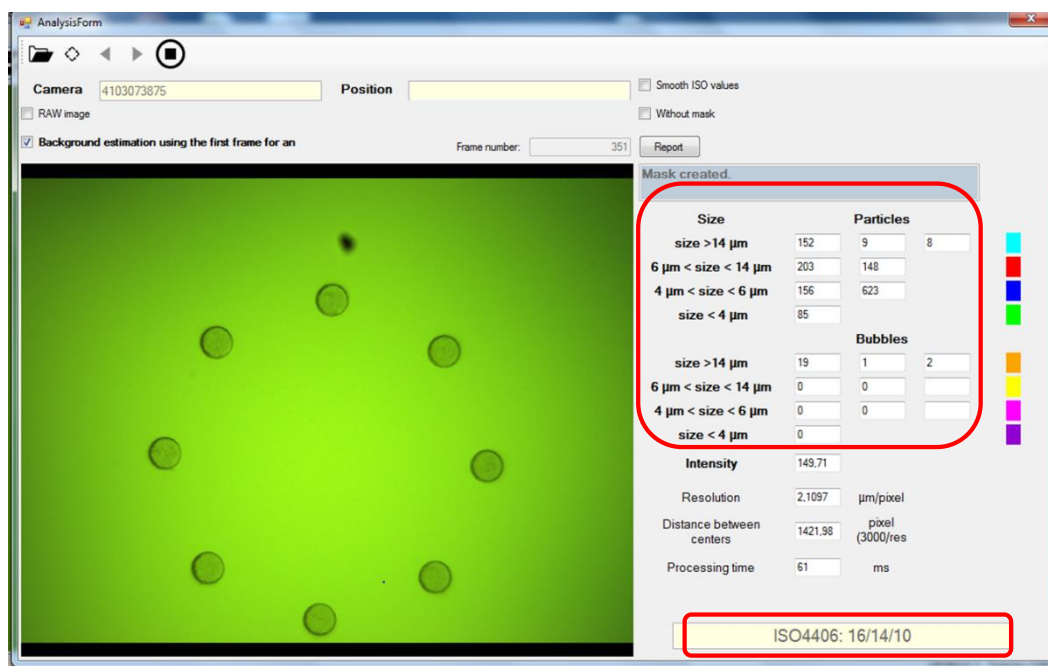 AnalysisForm
Camera 4103073875 Position
Smooth ISO values
RAW image
Without mask
Background estimation using the first frame for an
Frame number: 351
Report
Mask created.
Size Particles
size >14 µm 152 9 8
6 µm < size < 14 µm 203 148
4 µm < size < 6 µm 156 623
size < 4 µm 85
Bubbles
size >14 µm 19 1 2
6 µm < size < 14 µm 0 0
4 µm < size < 6 µm 0 0
size < 4 µm 0
Intensity 149,71
Resolution 2,1097 µm/pixel
Distance between
centers
1421,98
pixel
(3000/res
Processing time 61 ms
ISO4406: 16/14/10